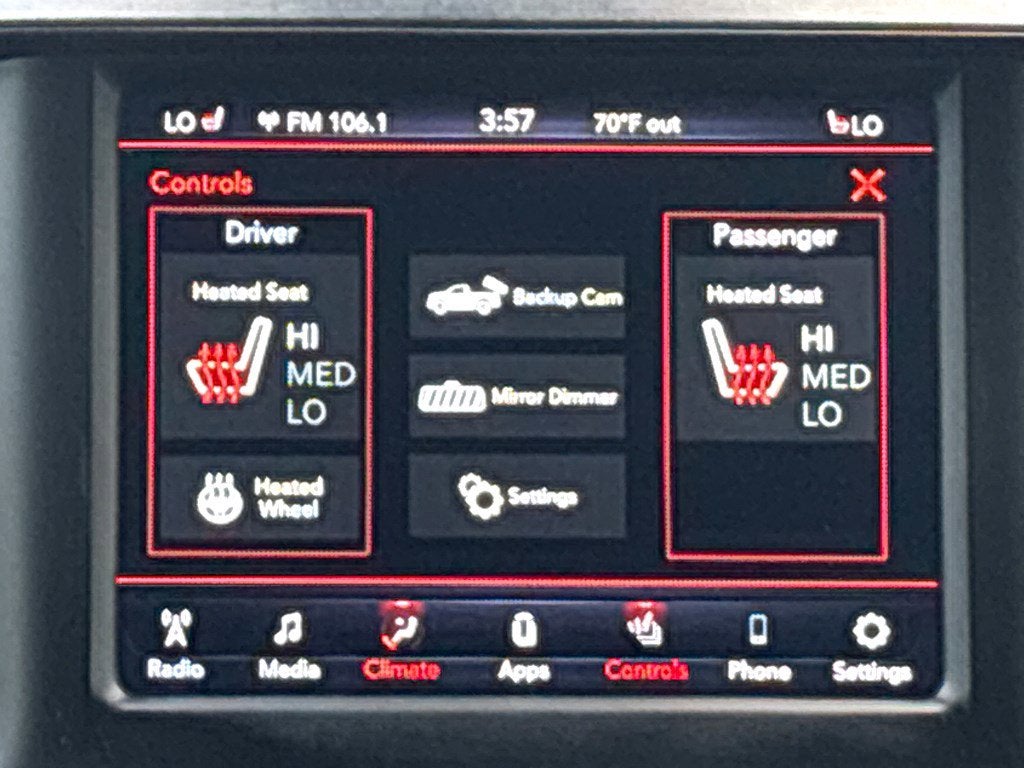 LO FM 106.1 3:57 70°F out LO
Controls
Driver
Heated Seat
HI
MED
LO
Heated
Wheel
Backup Cam
Mirror Dimmer
Settings
Passenger
Heated Seat
HI
MED
LO
Radio Media Climate Apps Controls Phone Settings